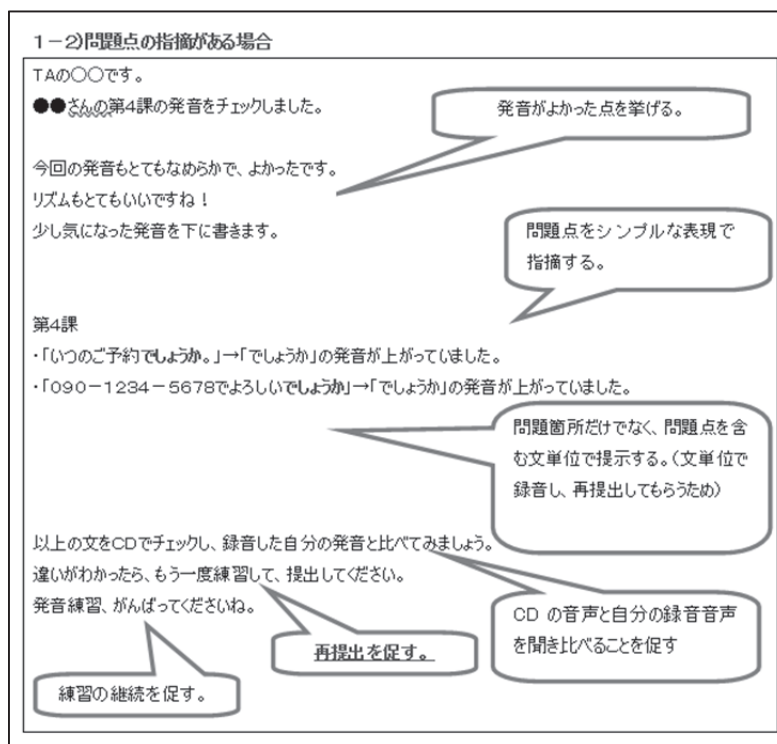 1-2)問題点の指摘がある場合
TAの○○です。
●●さんの第4課の発音をチェックしました。
発音がよかった点を挙げる。
今回の発音もとてもなめらかで、よかったです。
リズムもとてもいいですね！
少し気になった発音を下に書きます。
問題点をシンプルな表現で
指摘する。
第4課
・「いつのご予約でしょうか。」→「でしょうか」の発音が上がっていました。
・「090-1234-5678でよろしいでしょうか」→「でしょうか」の発音が上がっていました。
問題箇所だけでなく、問題点を含
む文単位で提示する。(文単位で
録音し、再提出してもらうため)
以上の文をCDでチェックし、録音した自分の発音と比べてみましょう。
違いがわかったら、もう一度練習して、提出してください。
発音練習、がんばってくださいね。
CD の音声と自分の録音音声
を聞き比べることを促す
再提出を促す。
練習の継続を促す。